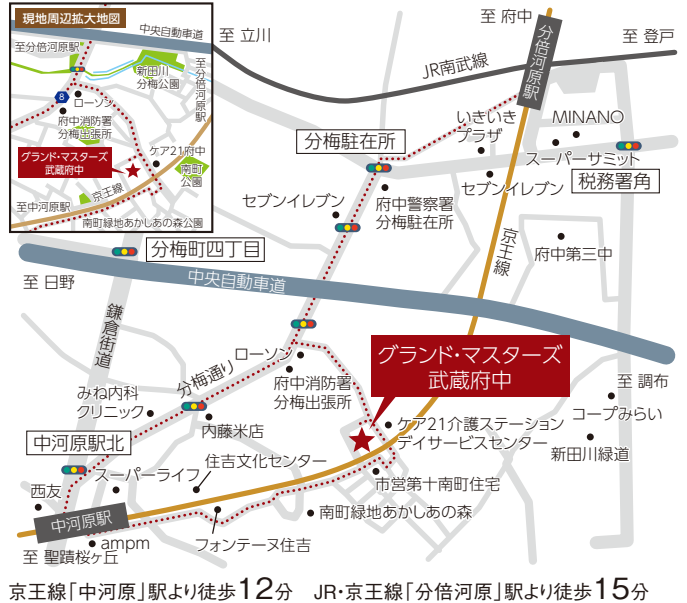 現地周辺拡大地図
中央自動車道
至分倍河原駅
新田川
分梅公園
至分倍河原駅
8
ローソン
府中消防署
分梅出張所
グランド・マスターズ
武蔵府中
ケア21府中
南町
公園
京王線
至中河原駅
南町緑地あかしあの森公園
至 立川
至 府中
至 登戸
JR南武線
分倍河原駅
いきいき
プラザ
MINANO
分梅駐在所
スーパーサミット
セブンイレブン
税務署角
セブンイレブン
府中警察署
分梅駐在所
分梅町四丁目
京王線
府中第三中
至 日野
中央自動車道
鎌倉街道
ローソン
分梅通り
府中消防署
分梅出張所
グランド・マスターズ
武蔵府中
至 調布
みね内科
クリニック
コープみらい
内藤米店
ケア21介護ステーション
デイサービスセンター
新田川緑道
中河原駅北
スーパーライフ
住吉文化センター
市営第十南町住宅
西友
中河原駅
南町緑地あかしあの森
ampm
フォンテーヌ住吉
至 聖蹟桜ヶ丘
京王線「中河原」駅より徒歩12分 JR・京王線「分倍河原」駅より徒歩15分